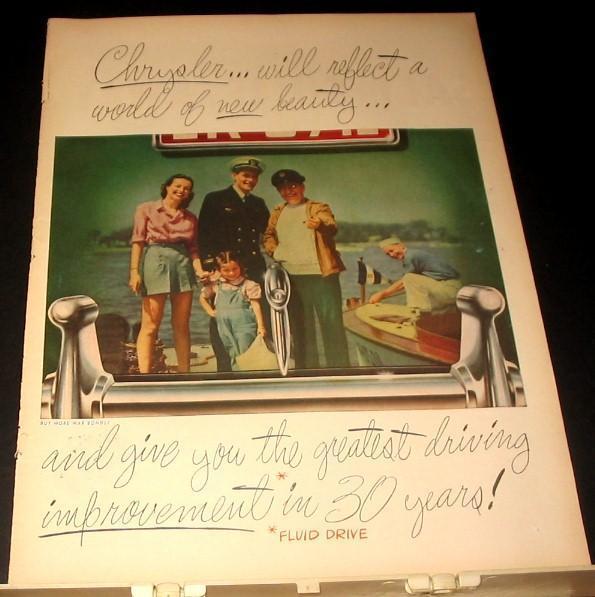 Chrysler... will reflect a
world of new beauty...
BUY MORE WAR BONDS!
and give you the greatest driving
improvement* in 30 years!
*FLUID DRIVE